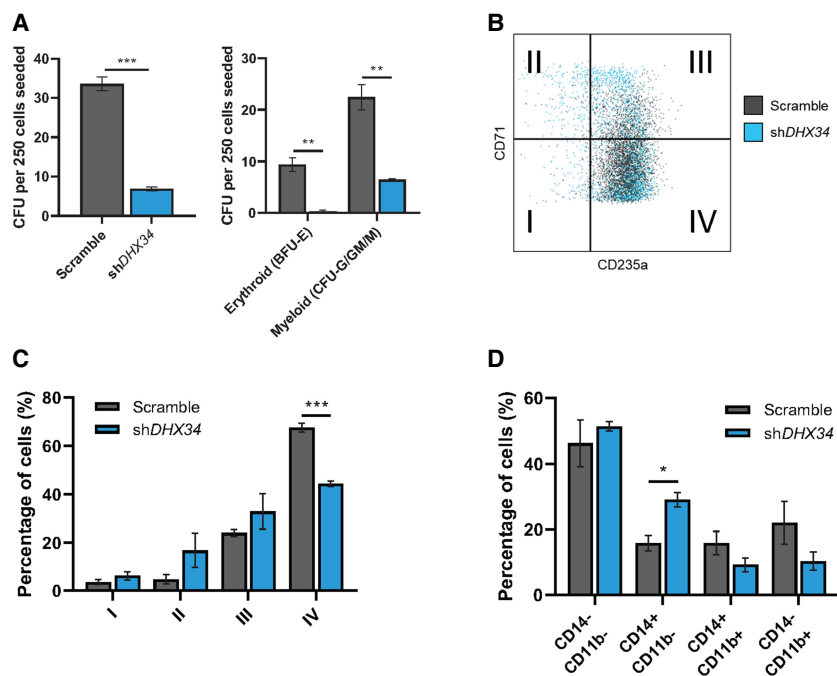 A
CFU per 250 cells seeded
40
30
20
10
0
***
Scramble
shDHX34
CFU per 250 cells seeded
30
20
10
0
**
**
Erythroid (BFU-E)
Myeloid (CFU-G/GM/M)
B
CD71
II
III
I
IV
CD235a
Scramble
shDHX34
C
Percentage of cells (%)
80
60
40
20
0
Scramble
shDHX34
***
I
II
III
IV
D
Percentage of cells (%)
60
40
20
0
Scramble
shDHX34
*
CD14-
CD11b-
CD14+
CD11b-
CD14+
CD11b+
CD14-
CD11b+